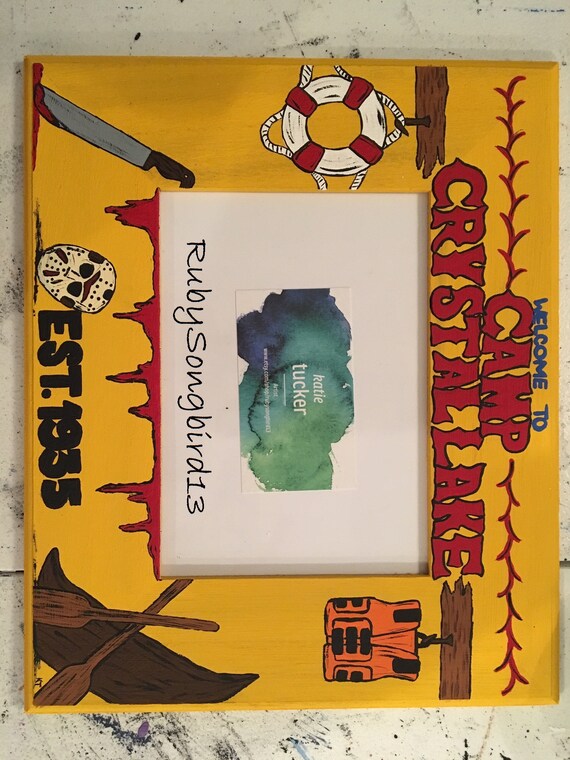 WELCOME TO
CAMP
CRYSTAL LAKE
RubySongbird13
katie
tucker
EST. 1935